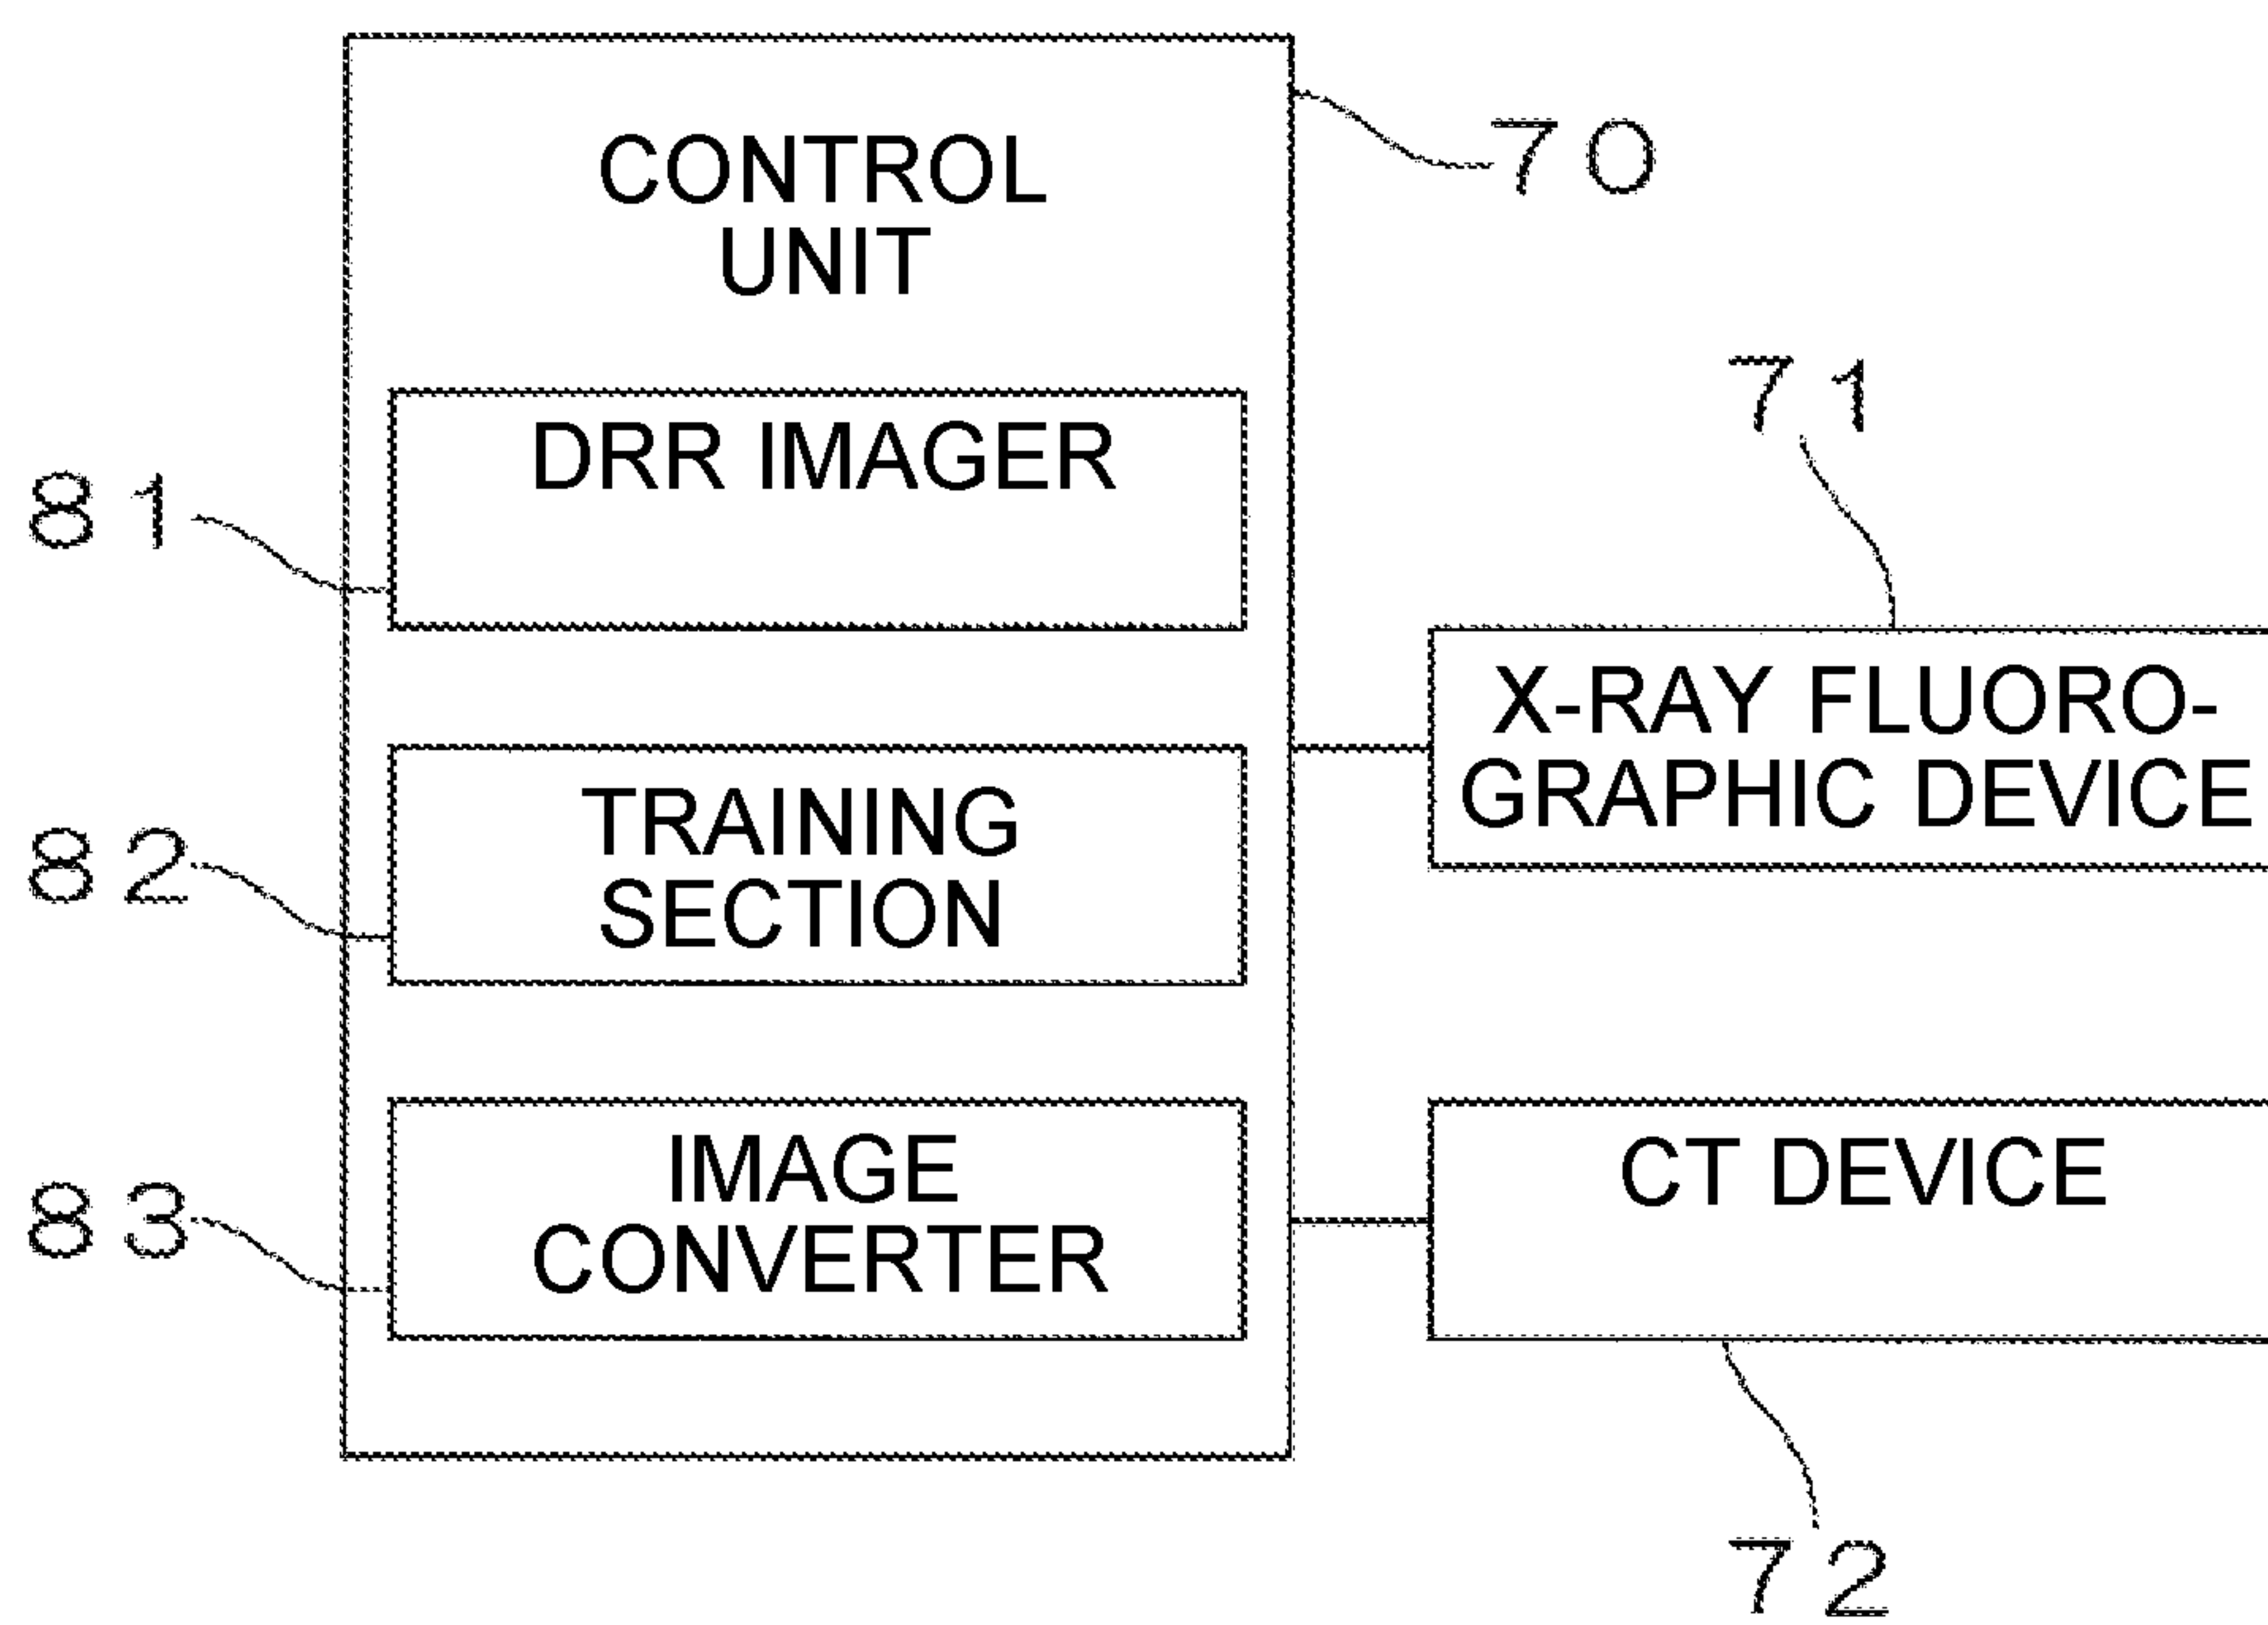 CONTROL
UNIT
70
DRR IMAGER
81
71
X-RAY FLUORO-
GRAPHIC DEVICE
TRAINING
SECTION
82
IMAGE
CONVERTER
83
CT DEVICE
72